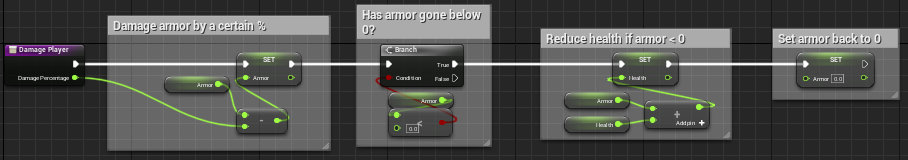 Damage Player
Damage Percentage
Damage armor by a certain %
SET
Armor
Armor
-
Has armor gone below
0?
Branch
True
Condition
False
Armor
<
0.0
Reduce health if armor < 0
SET
Health
Armor
Health
+
Add pin +
Set armor back to 0
SET
Armor 0.0